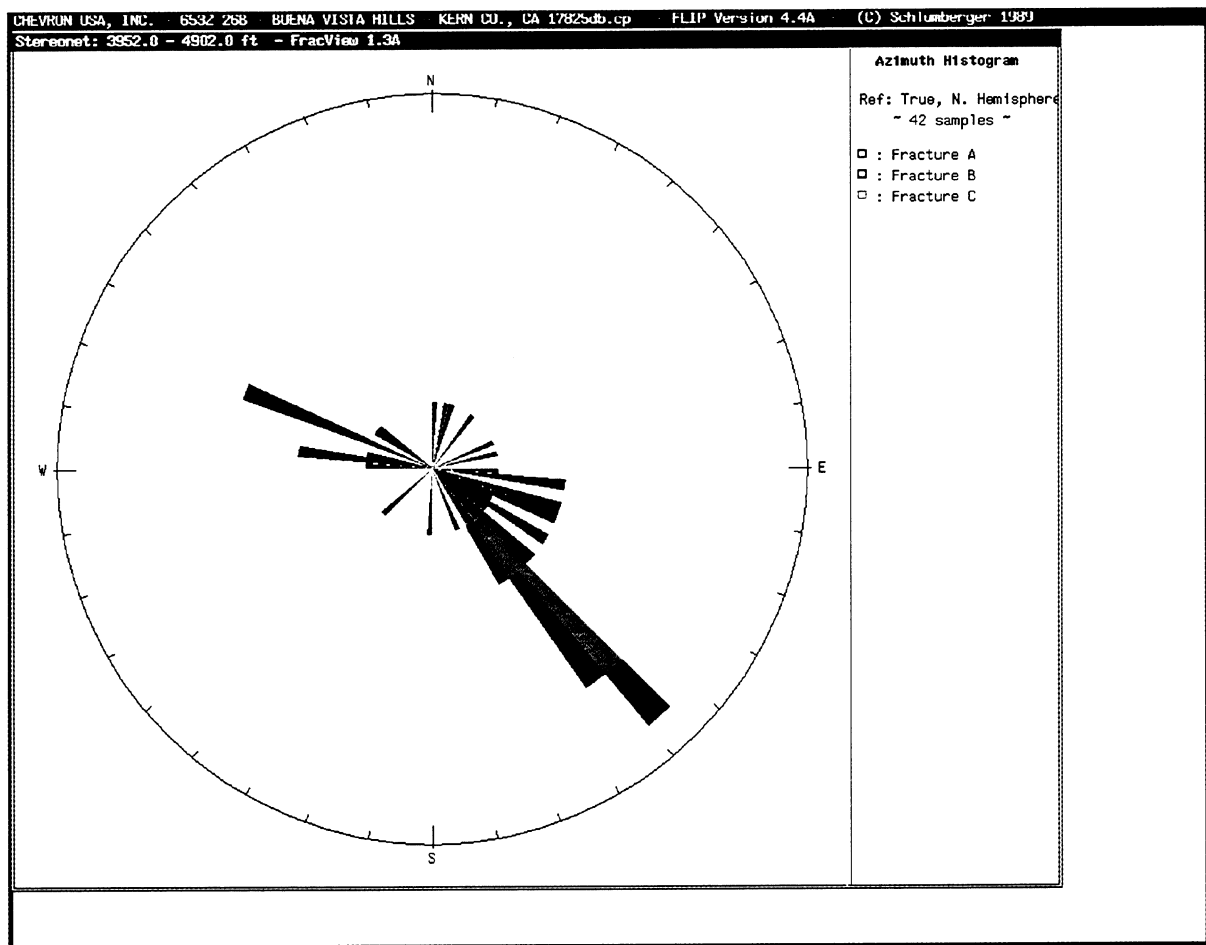 CHEVRON USA, INC. 6532 26B BUENA VISTA HILLS KERN CO., CA 17825db.cp FLIP Version 4.4A (C) Schlumberger 1989
Stereonet: 3952.0 - 4902.0 ft - FracView 1.3A
Azimuth Histogram
Ref: True, N. Hemisphere
~ 42 samples ~
: Fracture A
: Fracture B
: Fracture C
N
W
E
S